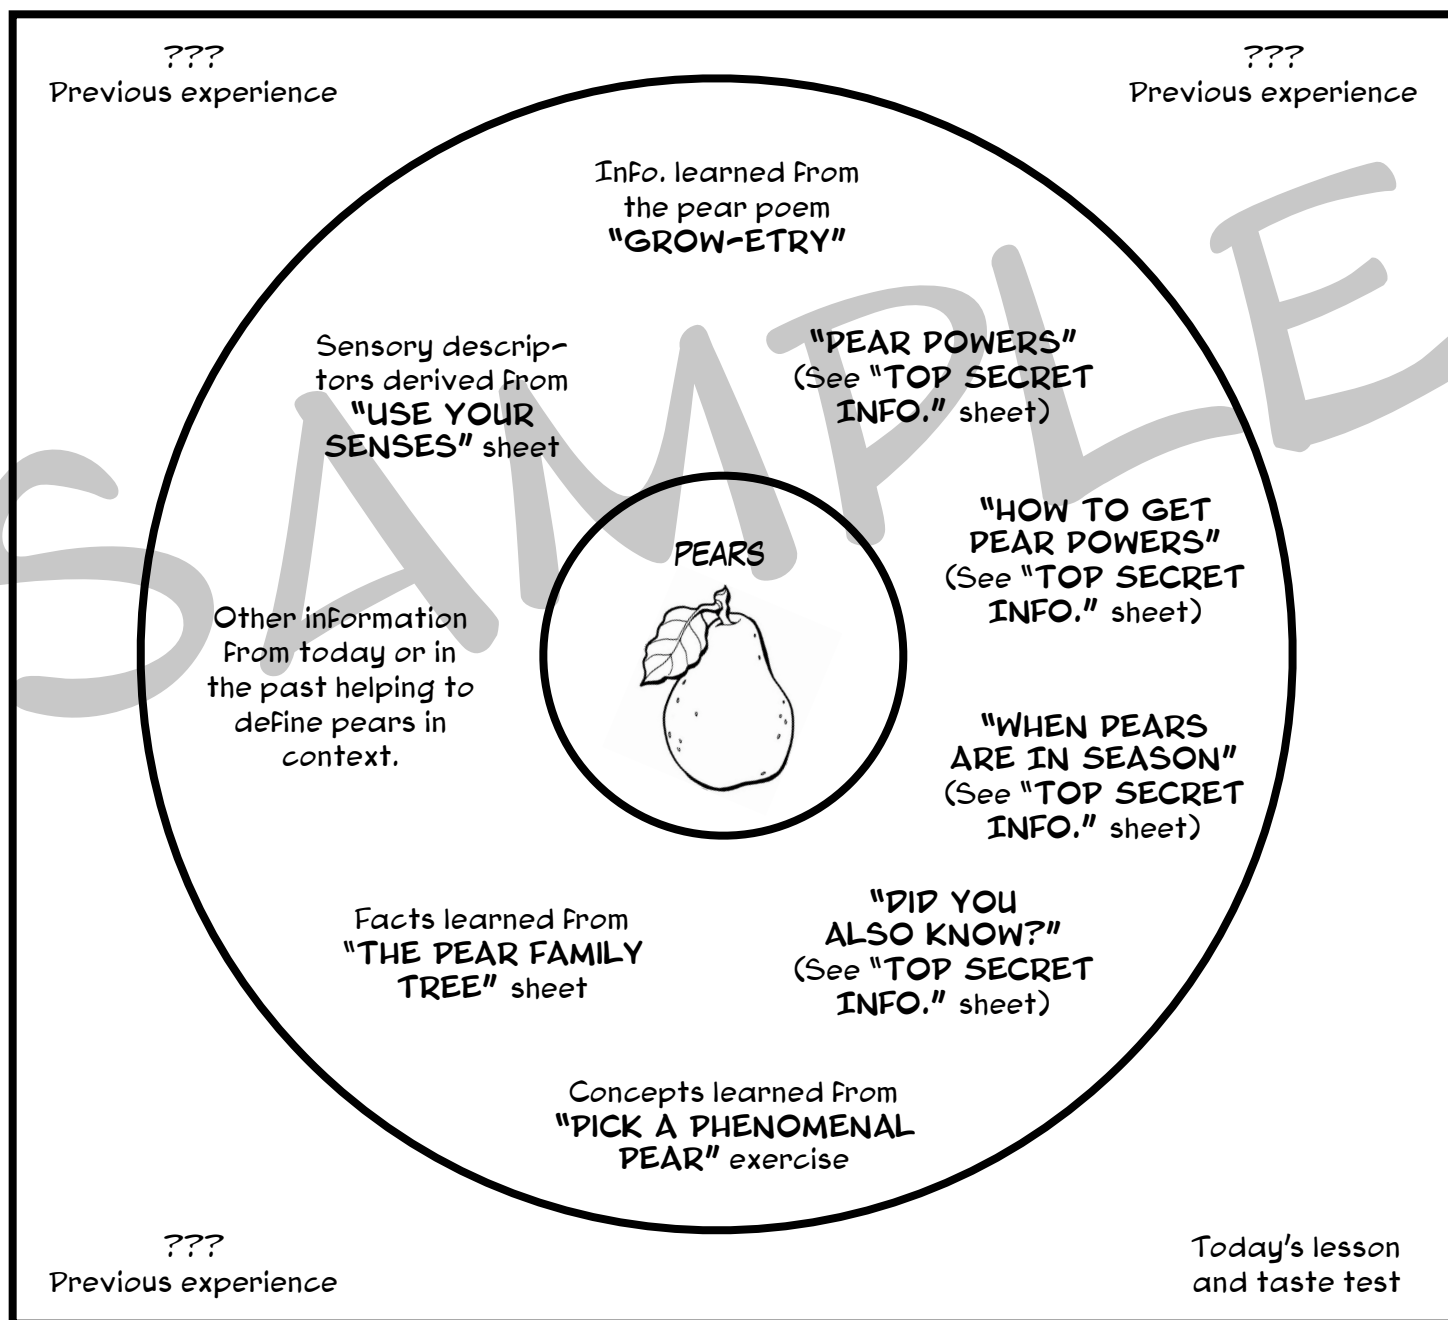 ???
Previous experience
???
Previous experience
Info. learned from
the pear poem
"GROW-ETRY"
Sensory descrip-
tors derived from
"USE YOUR
SENSES" sheet
"PEAR POWERS"
(See "TOP SECRET
INFO." sheet)
"HOW TO GET
PEAR POWERS"
(See "TOP SECRET
INFO." sheet)
PEARS
Other information
from today or in
the past helping to
define pears in
context.
"WHEN PEARS
ARE IN SEASON"
(See "TOP SECRET
INFO." sheet)
Facts learned from
"THE PEAR FAMILY
TREE" sheet
"DID YOU
ALSO KNOW?"
(See "TOP SECRET
INFO." sheet)
Concepts learned from
"PICK A PHENOMENAL
PEAR" exercise
???
Previous experience
Today's lesson
and taste test
SAMPLE